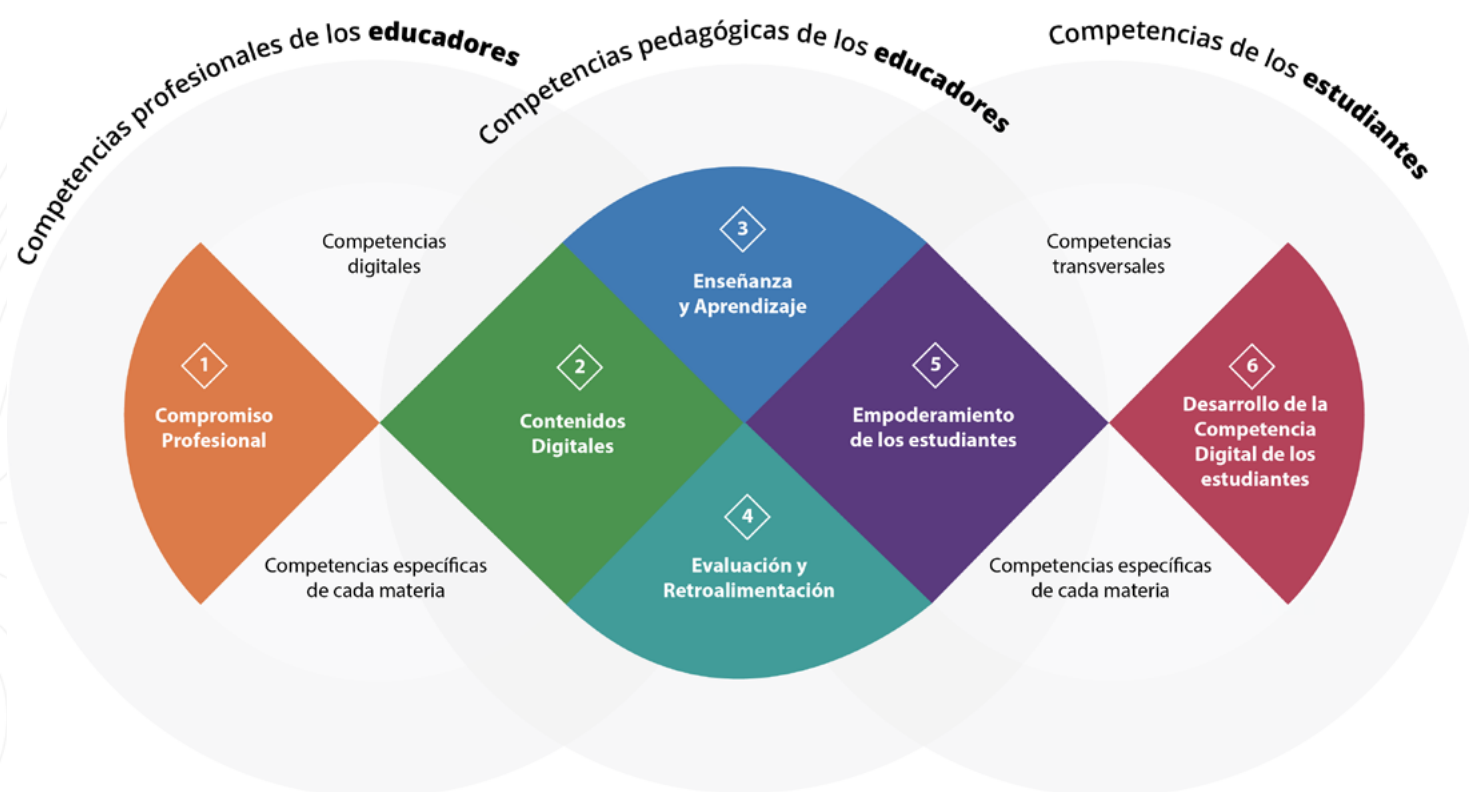 Competencias profesionales de los educadores
Competencias pedagógicas de los educadores
Competencias de los estudiantes
Competencias
digitales
Competencias
transversales
1
Compromiso
Profesional
2
Contenidos
Digitales
3
Enseñanza
y Aprendizaje
4
Evaluación y
Retroalimentación
5
Empoderamiento
de los estudiantes
6
Desarrollo de la
Competencia
Digital de los
estudiantes
Competencias específicas
de cada materia
Competencias específicas
de cada materia